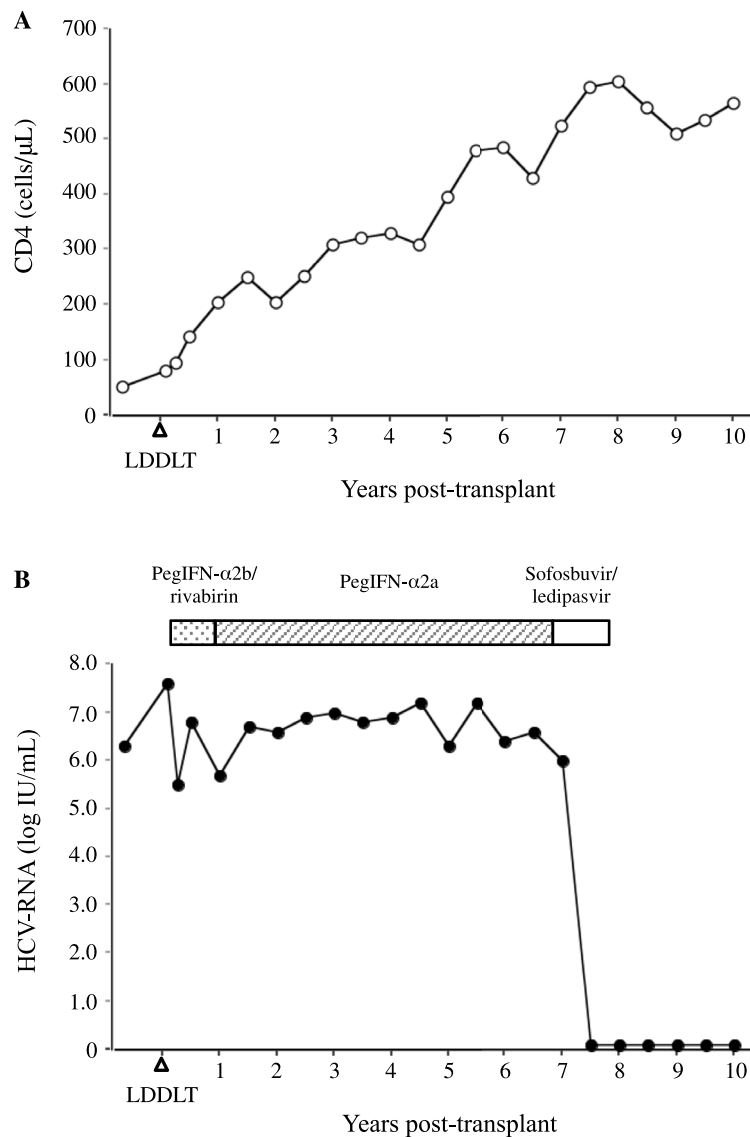 A
CD4 (cells/μL)
700
600
500
400
300
200
100
0
1 2 3 4 5 6 7 8 9 10
LDDLT
Years post-transplant
B
PegIFN-α2b/
rivabirin
PegIFN-α2a
Sofosbuvir/
ledipasvir
HCV-RNA (log IU/mL)
8.0
7.0
6.0
5.0
4.0
3.0
2.0
1.0
0
1 2 3 4 5 6 7 8 9 10
LDDLT
Years post-transplant